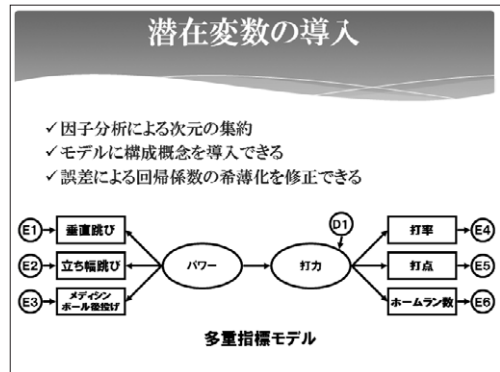 潜在変数の導入
✓因子分析による次元の集約
✓モデルに構成概念を導入できる
✓誤差による回帰係数の希薄化を修正できる
E1
垂直跳び
D1
打率
E4
E2
立ち幅跳び
パワー
打力
打点
E5
E3
メディシン
ボール後投げ
ホームラン数
E6
多重指標モデル